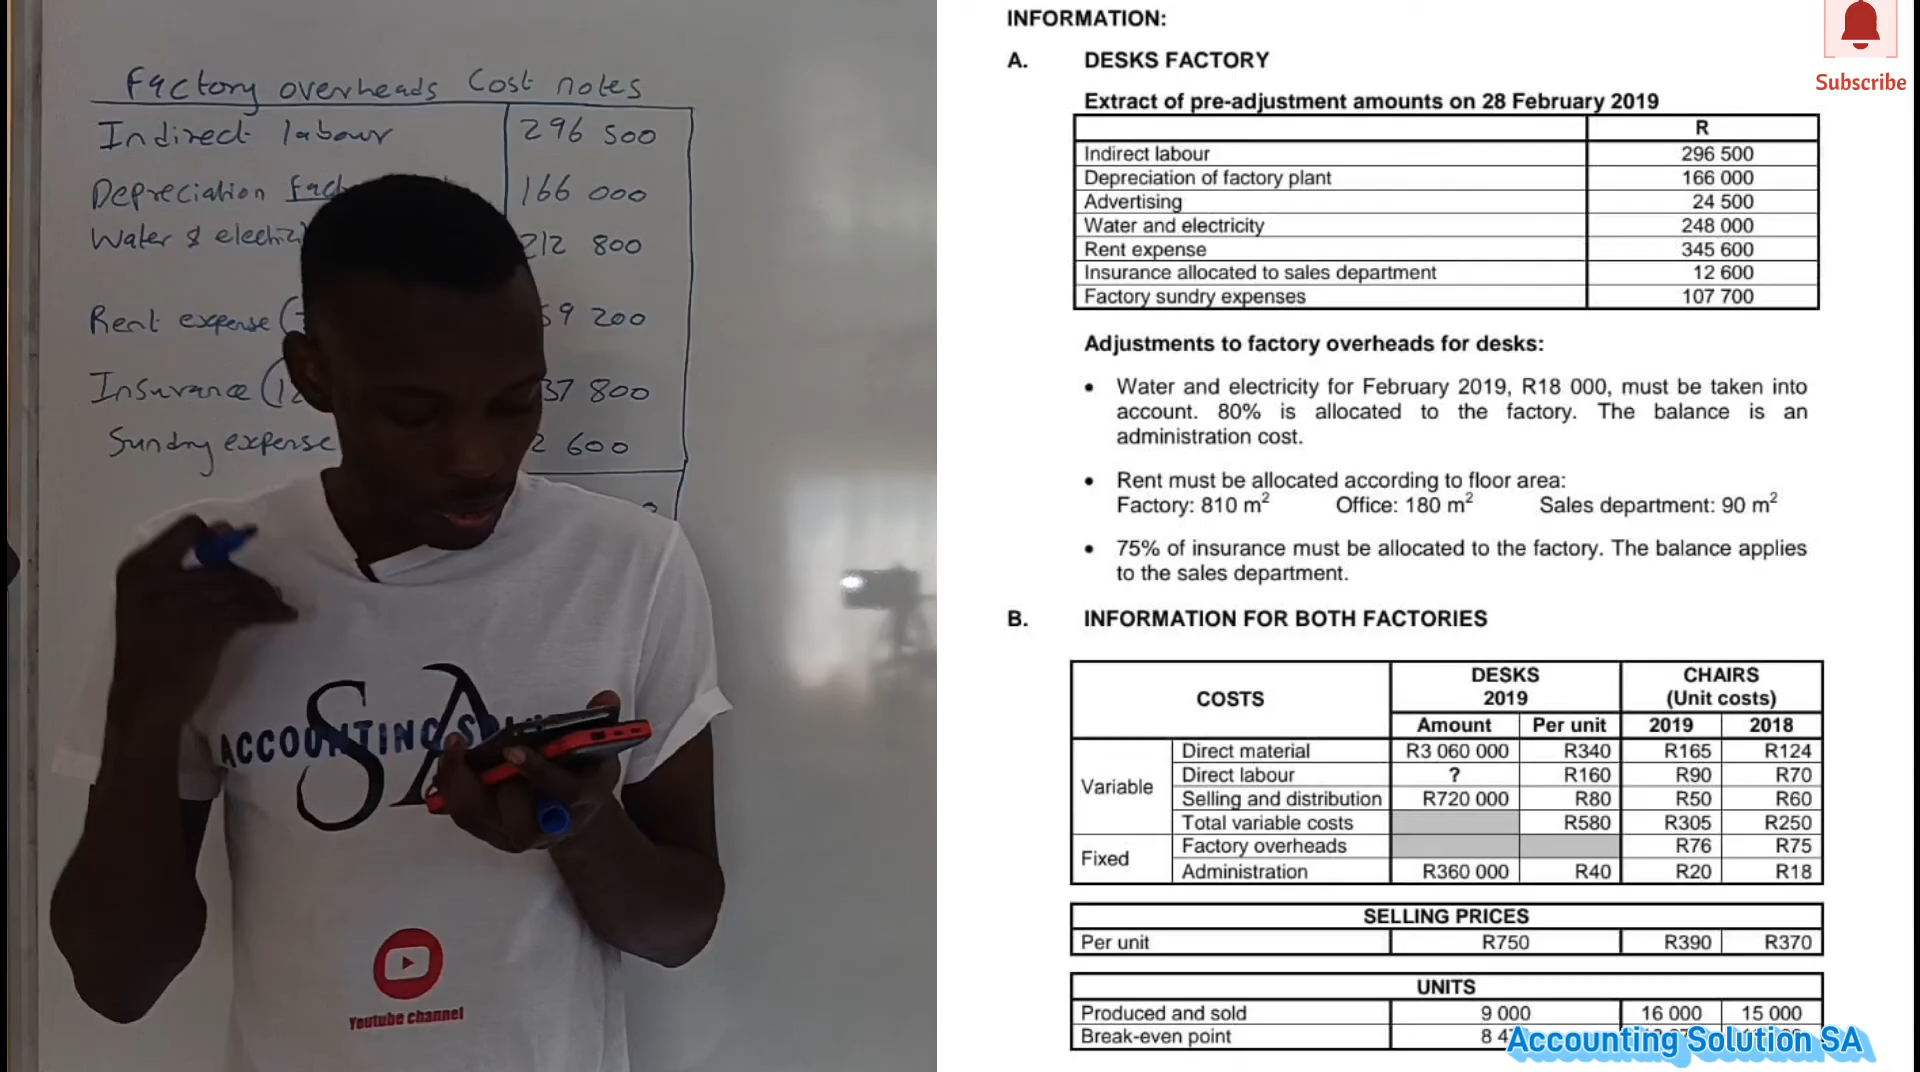 Factory overheads Cost notes
Indirect labour 296 500
Depreciation 166 000
Water & 212 800
Rent expense 9 200
Insurance 37 800
Sundry expense 2 600
ACCOUNTING
SA
Youtube channel
INFORMATION:
Subscribe
A. DESKS FACTORY
Extract of pre-adjustment amounts on 28 February 2019
R
Indirect labour 296 500
Depreciation of factory plant 166 000
Advertising 24 500
Water and electricity 248 000
Rent expense 345 600
Insurance allocated to sales department 12 600
Factory sundry expenses 107 700
Adjustments to factory overheads for desks:
• Water and electricity for February 2019, R18 000, must be taken into
account. 80% is allocated to the factory. The balance is an
administration cost.
• Rent must be allocated according to floor area:
Factory: 810 m² Office: 180 m² Sales department: 90 m²
• 75% of insurance must be allocated to the factory. The balance applies
to the sales department.
B. INFORMATION FOR BOTH FACTORIES
COSTS DESKS 2019 CHAIRS (Unit costs)
Amount Per unit 2019 2018
Variable
Direct material R3 060 000 R340 R165 R124
Direct labour ? R160 R90 R70
Selling and distribution R720 000 R80 R50 R60
Total variable costs R580 R305 R250
Fixed
Factory overheads R76 R75
Administration R360 000 R40 R20 R18
SELLING PRICES
Per unit R750 R390 R370
UNITS
Produced and sold 9 000 16 000 15 000
Break-even point 8 4
Accounting Solution SA